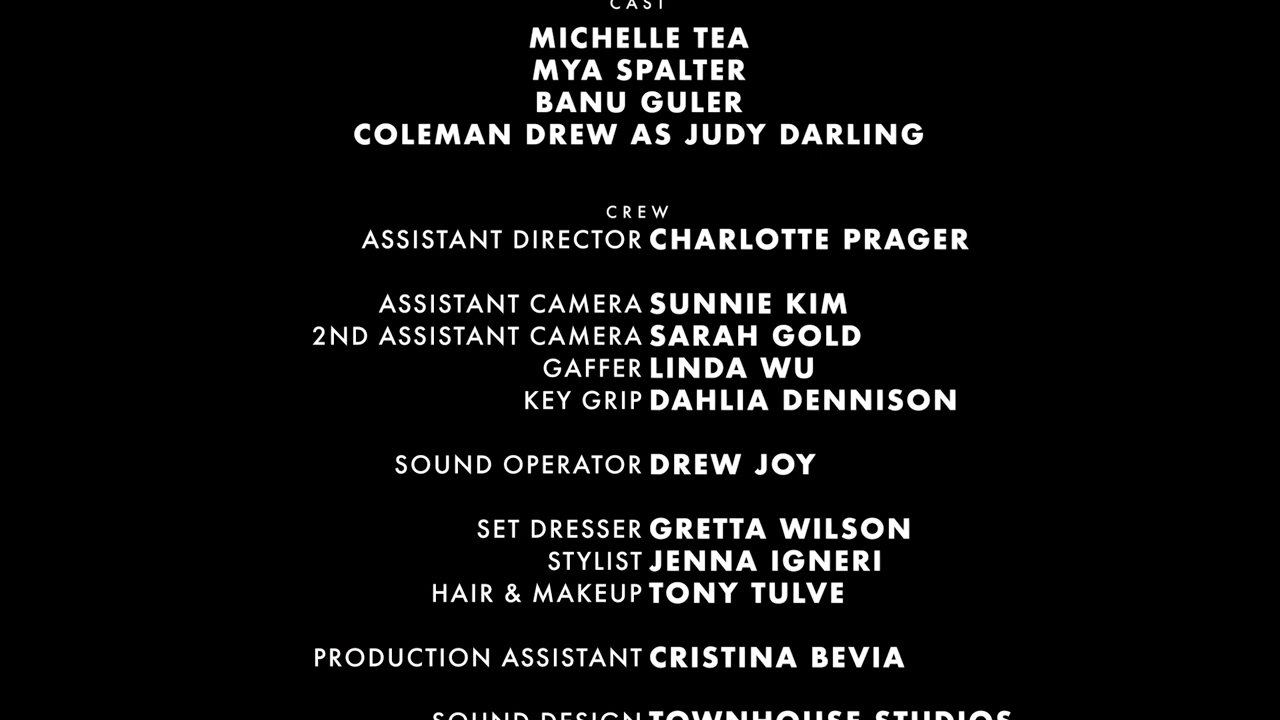 CAST
MICHELLE TEA
MYA SPALTER
BANU GULER
COLEMAN DREW AS JUDY DARLING
CREW
ASSISTANT DIRECTOR CHARLOTTE PRAGER
ASSISTANT CAMERA SUNNIE KIM
2ND ASSISTANT CAMERA SARAH GOLD
GAFFER LINDA WU
KEY GRIP DAHLIA DENNISON
SOUND OPERATOR DREW JOY
SET DRESSER GRETTA WILSON
STYLIST JENNA IGNERI
HAIR & MAKEUP TONY TULVE
PRODUCTION ASSISTANT CRISTINA BEVIA
SOUND DESIGN TOWNHOUSE STUDIOS